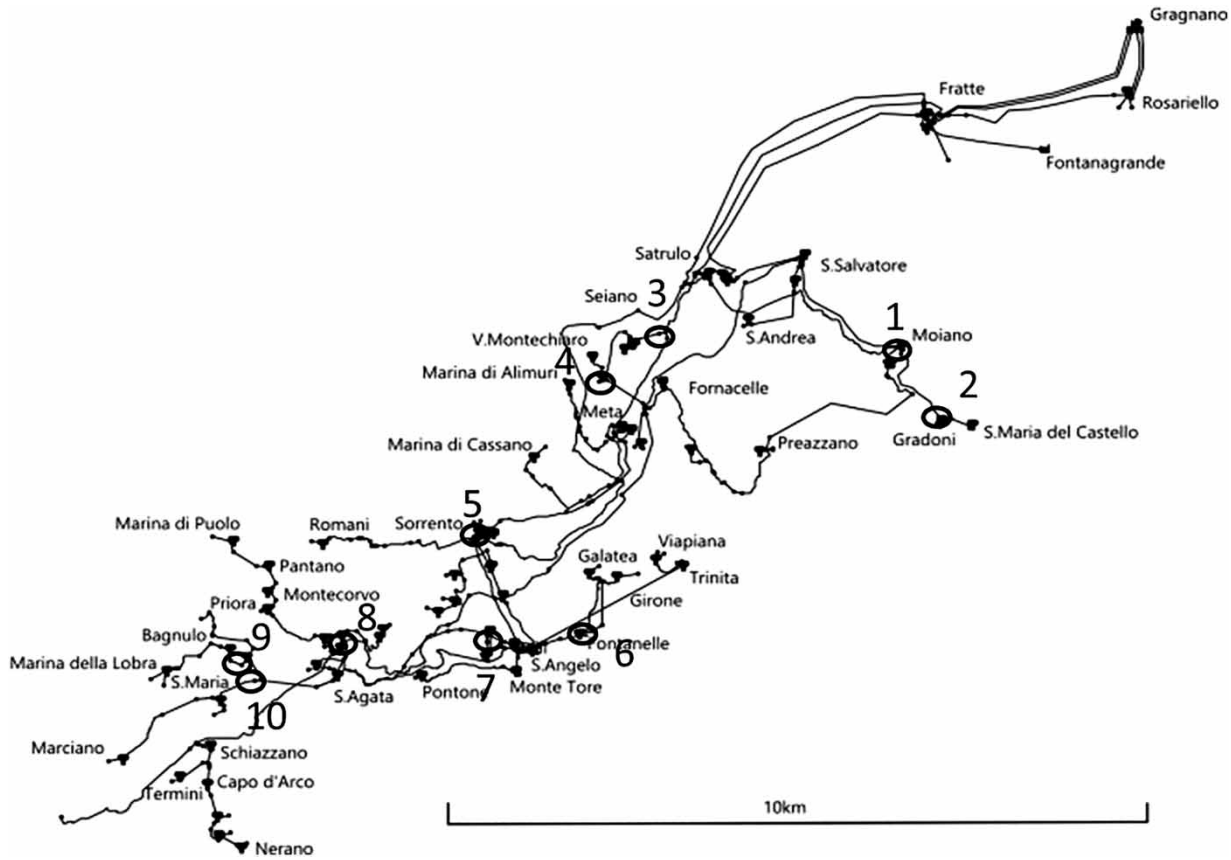 Gragnano
Fratte
Rosariello
Fontanagrande
Satrulo
S.Salvatore
Seiano
3
1
V.Montechiaro
S.Andrea
Moiano
4
Marina di Alimuri
Fornacelle
2
Meta
Marina di Cassano
Preazzano
Gradoni
S.Maria del Castello
5
Marina di Puolo
Romani
Sorrento
Viapiana
Galatea
Pantano
Trinita
Montecorvo
Girone
Priora
8
Bagnulo
9
Fontanelle
6
Marina della Lobra
S.Angelo
S.Maria
S.Agata
Pontone
7
Monte Tore
10
Marciano
Schiazzano
Capo d'Arco
Termini
10km
Nerano